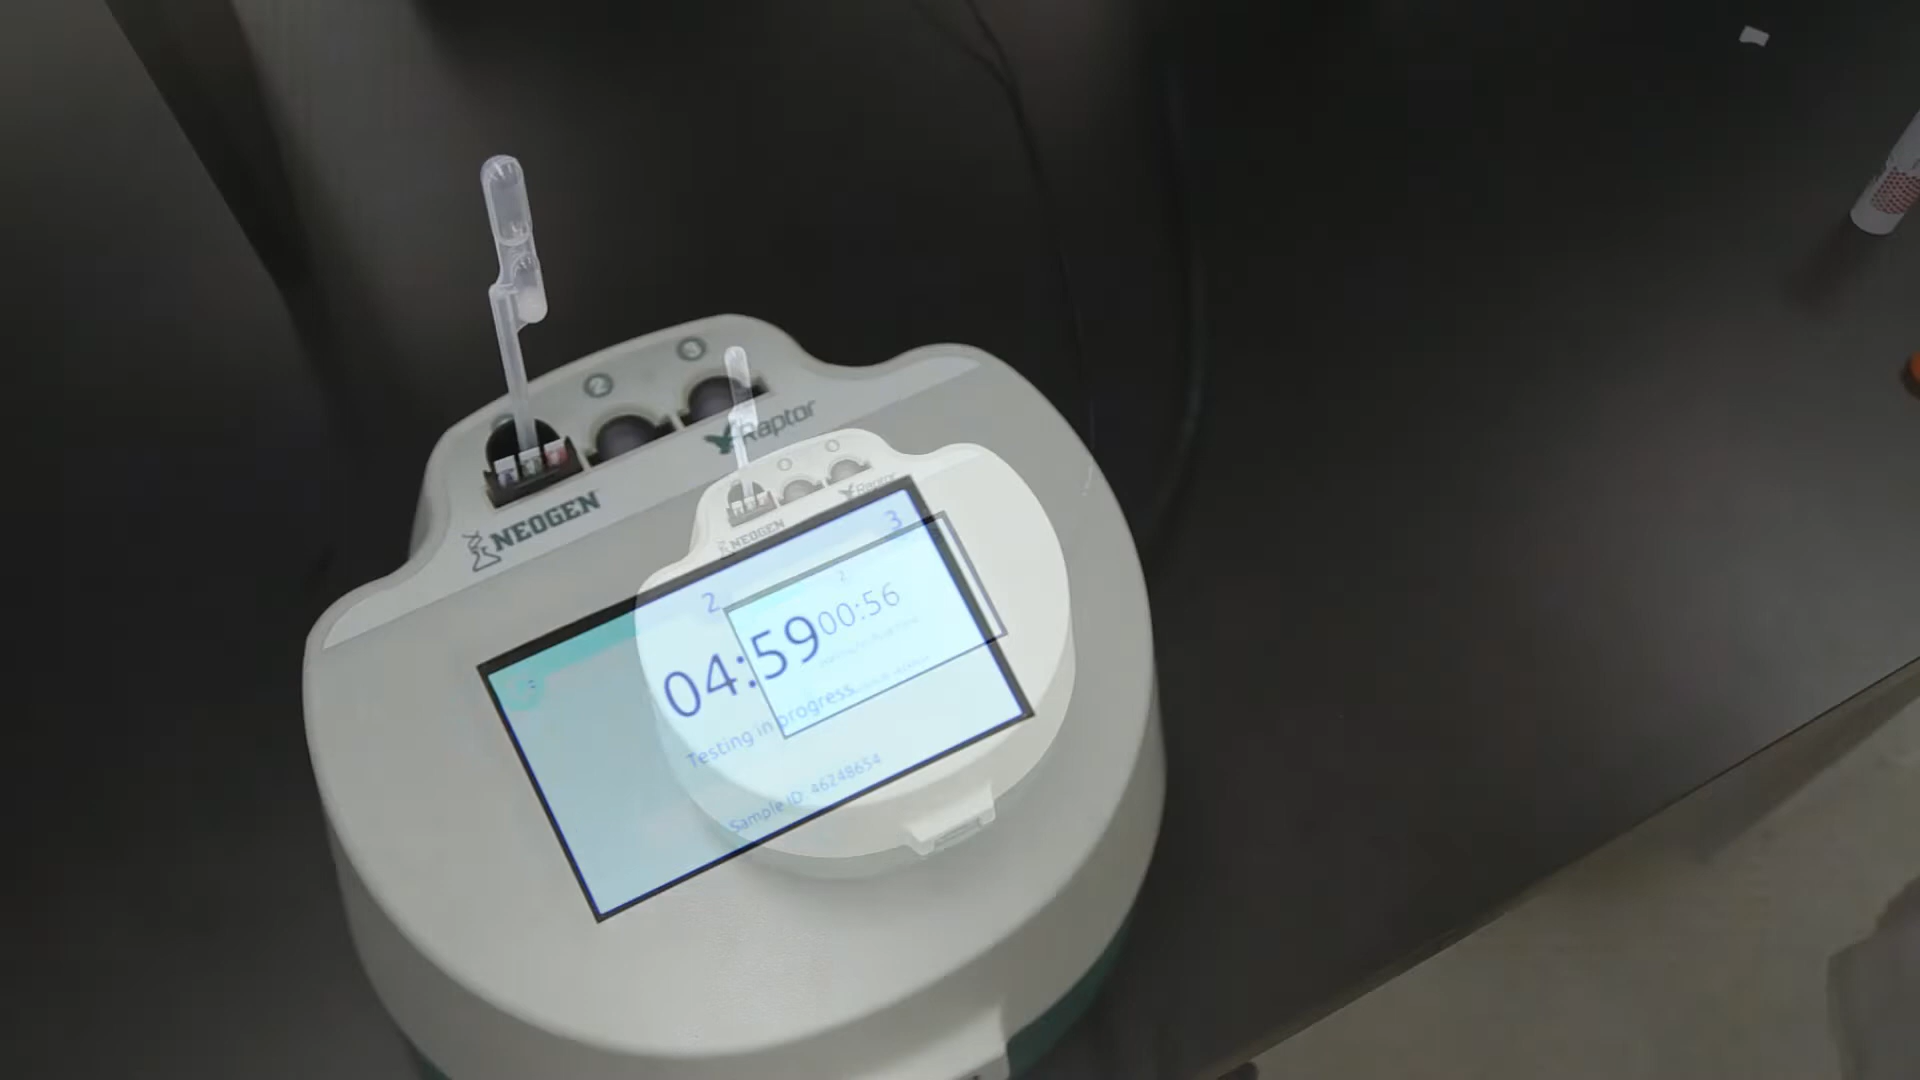 2
3
Raptor
NEOGEN
Raptor
NEOGEN
3
2
2
04:59
00:56
Testing in progress
Sample ID: 46248654